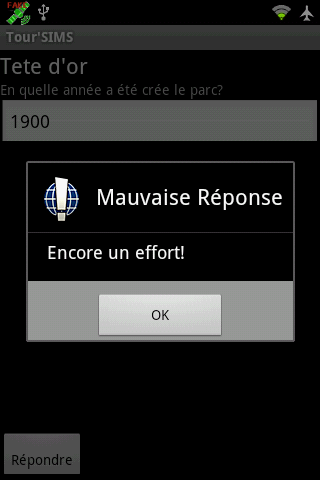 FAKE
Tour'SIMS
Tete d'or
En quelle année a été crée le parc?
1900
Mauvaise Réponse
Encore un effort!
OK
Répondre